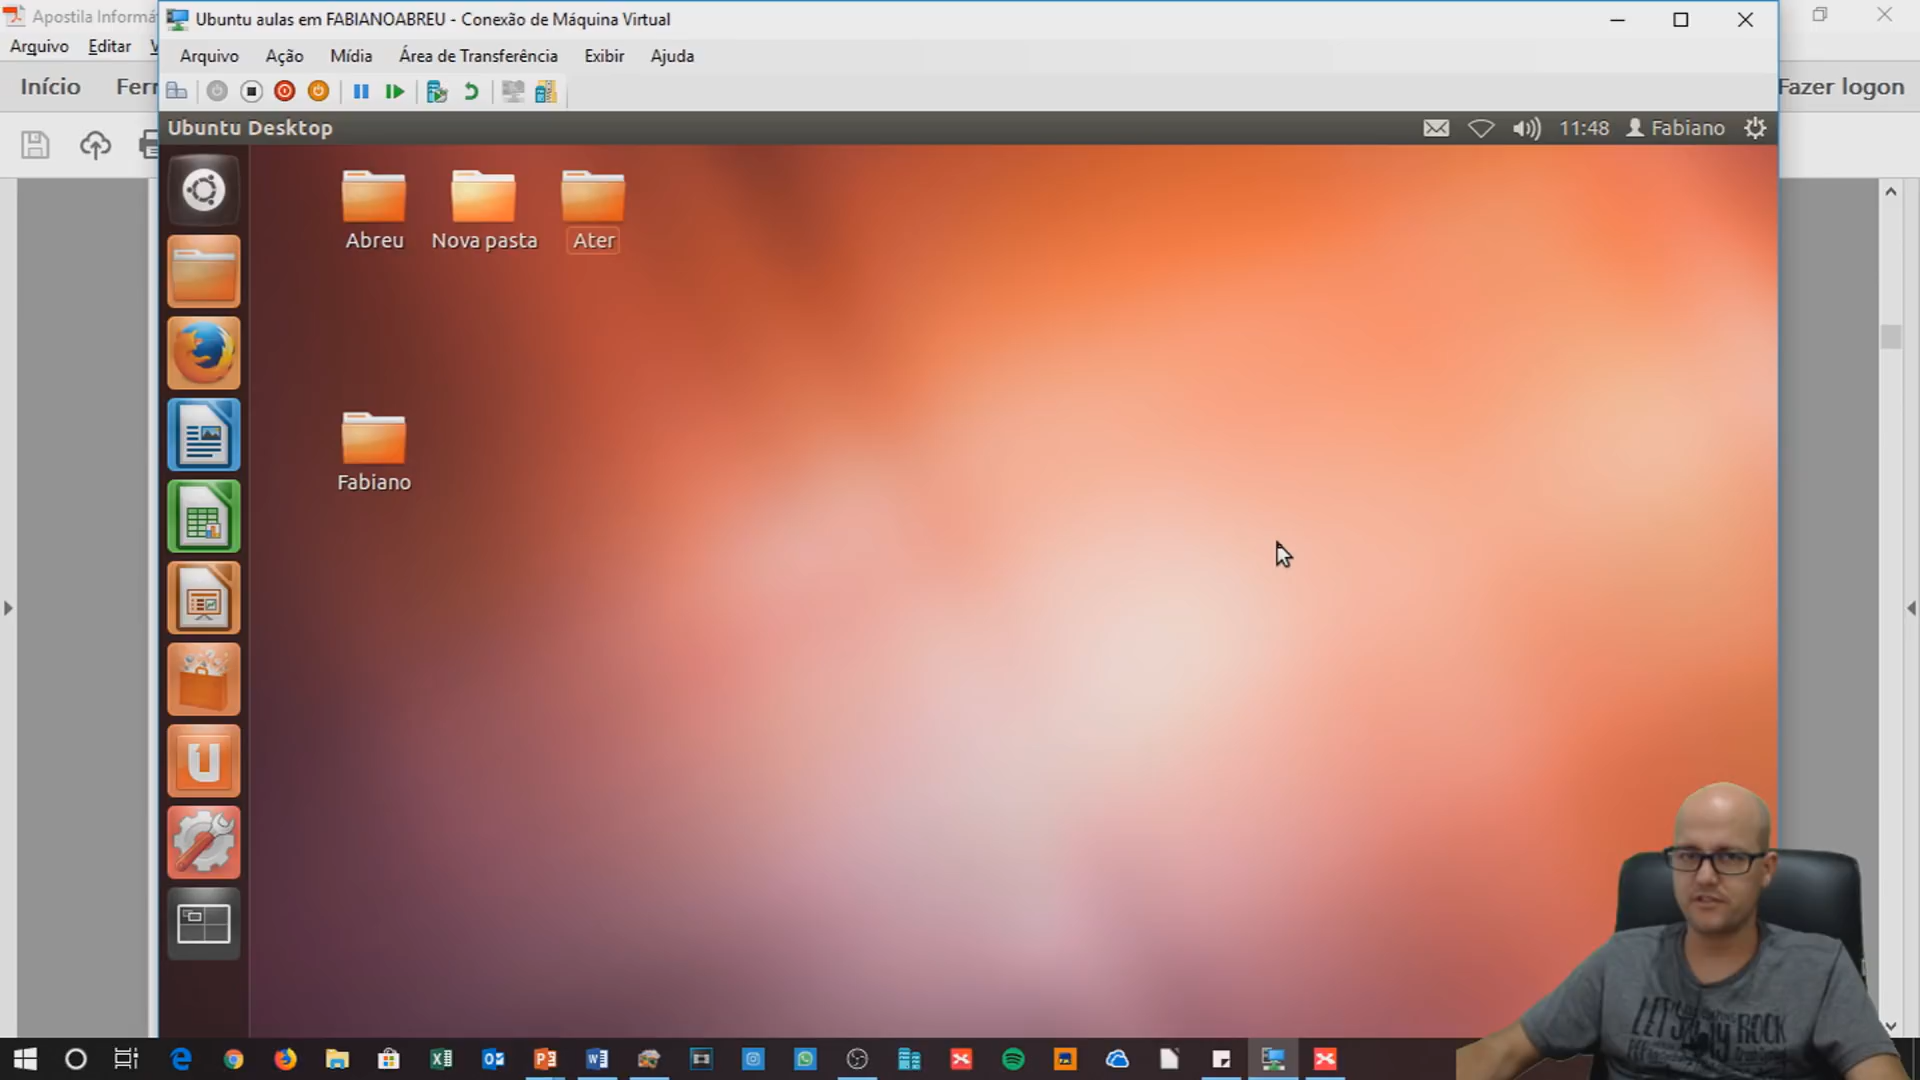 Apostila Informá
Ubuntu aulas em FABIANOABREU - Conexão de Máquina Virtual
Arquivo Editar V
Arquivo Ação Mídia Área de Transferência Exibir Ajuda
Início Ferr
Fazer logon
Ubuntu Desktop
11:48 Fabiano
Abreu Nova pasta Ater
Fabiano